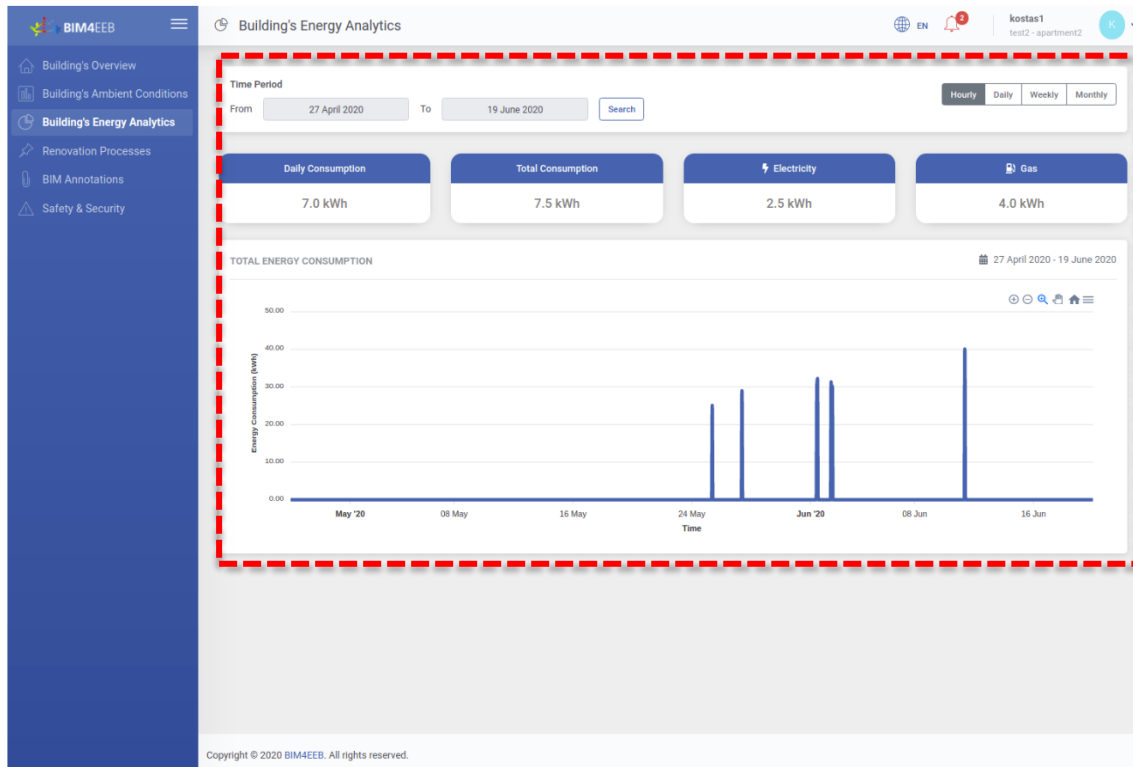 BIM4EEB
Building's Energy Analytics
EN
2
kostas1
test2 - apartment2
K
Building's Overview
Building's Ambient Conditions
Building's Energy Analytics
Renovation Processes
BIM Annotations
Safety & Security
Time Period
From 27 April 2020 To 19 June 2020 Search
Hourly Daily Weekly Monthly
Daily Consumption
7.0 kWh
Total Consumption
7.5 kWh
Electricity
2.5 kWh
Gas
4.0 kWh
TOTAL ENERGY CONSUMPTION
27 April 2020 - 19 June 2020
Energy Consumption (kWh)
50.00
40.00
30.00
20.00
10.00
0.00
May '20 08 May 16 May 24 May Jun '20 08 Jun 16 Jun
Time
Copyright © 2020 BIM4EEB. All rights reserved.